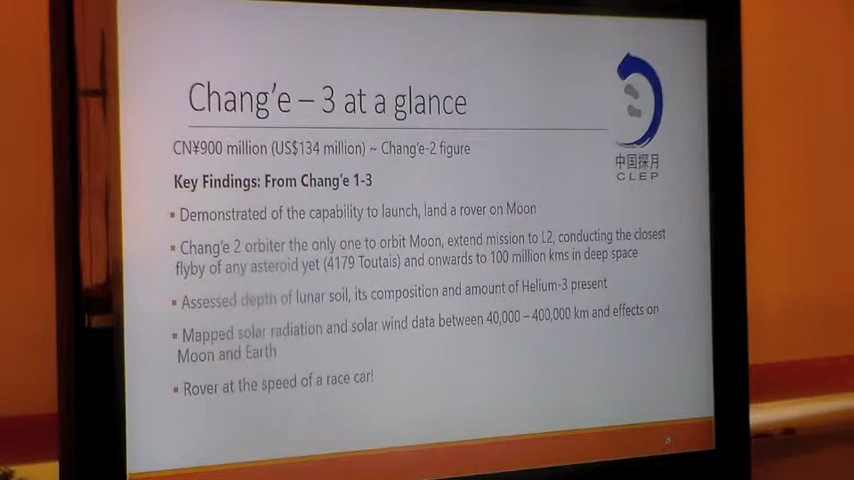 Chang'e – 3 at a glance
中国探月
CLEP
CN¥900 million (US$134 million) ~ Chang'e-2 figure
Key Findings: From Chang'e 1-3
▪ Demonstrated of the capability to launch, land a rover on Moon
▪ Chang'e 2 orbiter the only one to orbit Moon, extend mission to L2, conducting the closest
flyby of any asteroid yet (4179 Toutais) and onwards to 100 million kms in deep space
▪ Assessed depth of lunar soil, its composition and amount of Helium-3 present
▪ Mapped solar radiation and solar wind data between 40,000 – 400,000 km and effects on
Moon and Earth
▪ Rover at the speed of a race car!